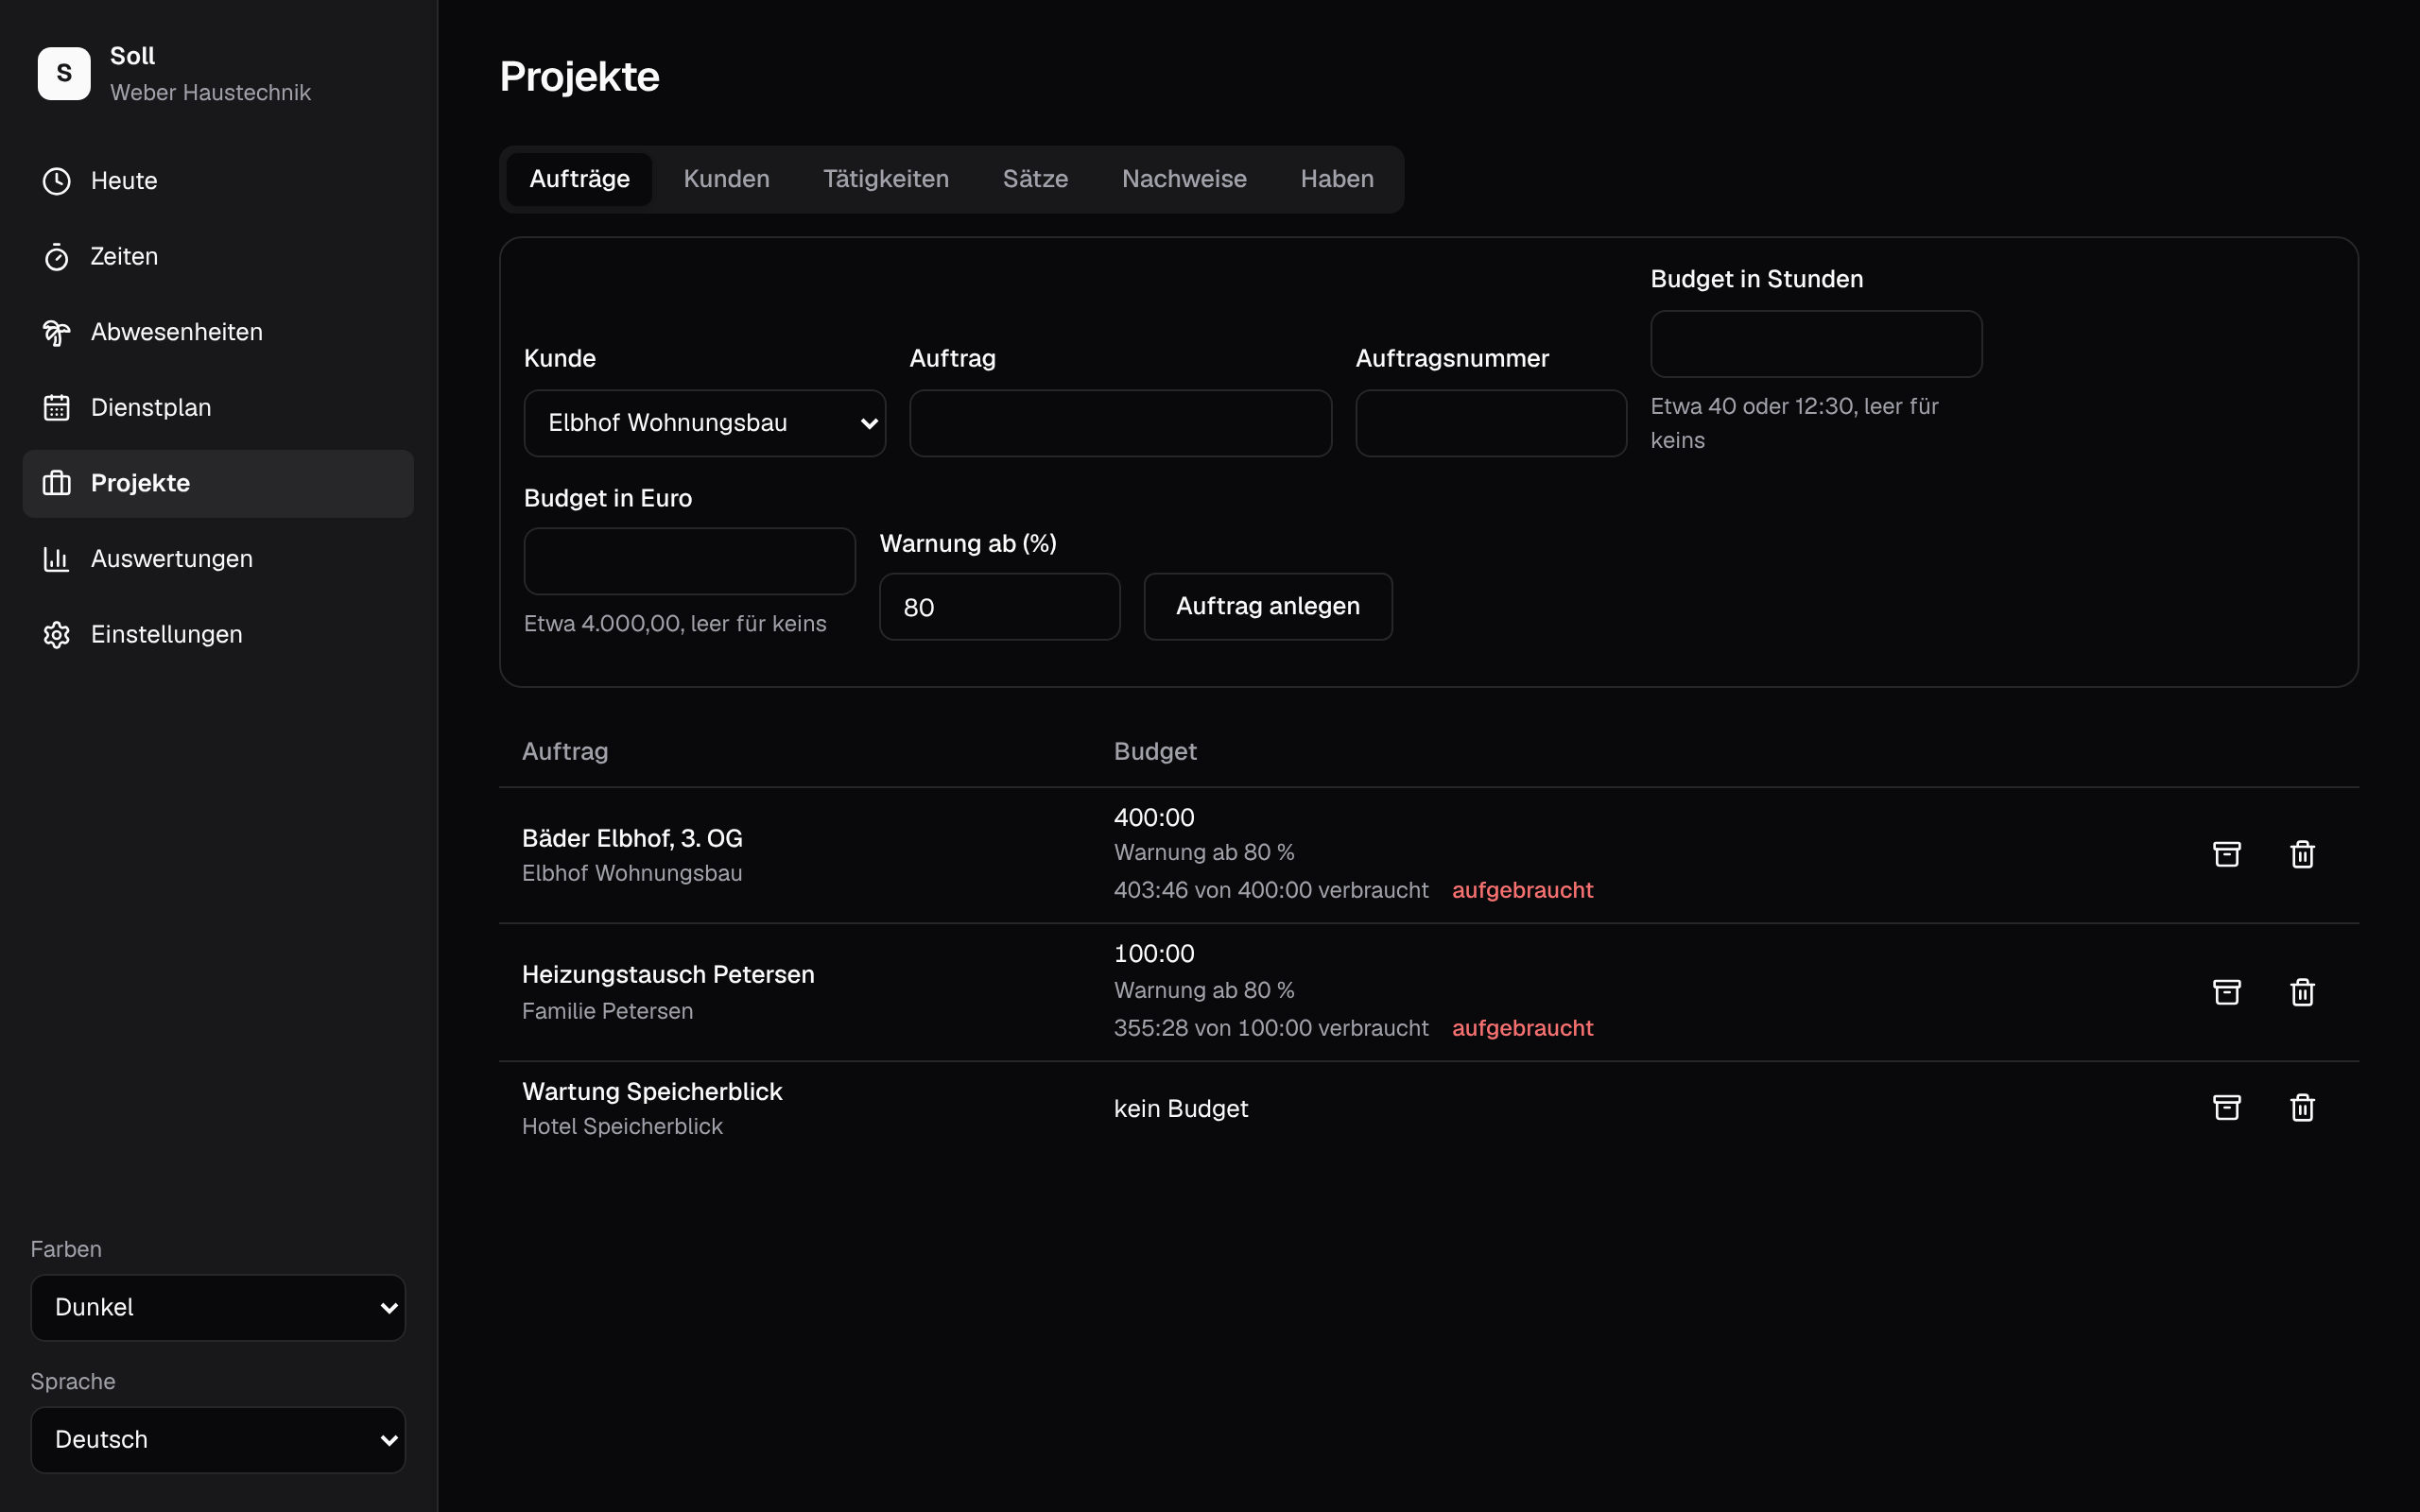 S
Soll
Weber Haustechnik
Heute
Zeiten
Abwesenheiten
Dienstplan
Projekte
Auswertungen
Einstellungen
Farben
Dunkel
Sprache
Deutsch
Projekte
Aufträge
Kunden
Tätigkeiten
Sätze
Nachweise
Haben
Kunde
Elbhof Wohnungsbau
Auftrag
Auftragsnummer
Budget in Stunden
Etwa 40 oder 12:30, leer für
keins
Budget in Euro
Etwa 4.000,00, leer für keins
Warnung ab (%)
80
Auftrag anlegen
Auftrag
Budget
Bäder Elbhof, 3. OG
Elbhof Wohnungsbau
400:00
Warnung ab 80 %
403:46 von 400:00 verbraucht aufgebraucht
Heizungstausch Petersen
Familie Petersen
100:00
Warnung ab 80 %
355:28 von 100:00 verbraucht aufgebraucht
Wartung Speicherblick
Hotel Speicherblick
kein Budget